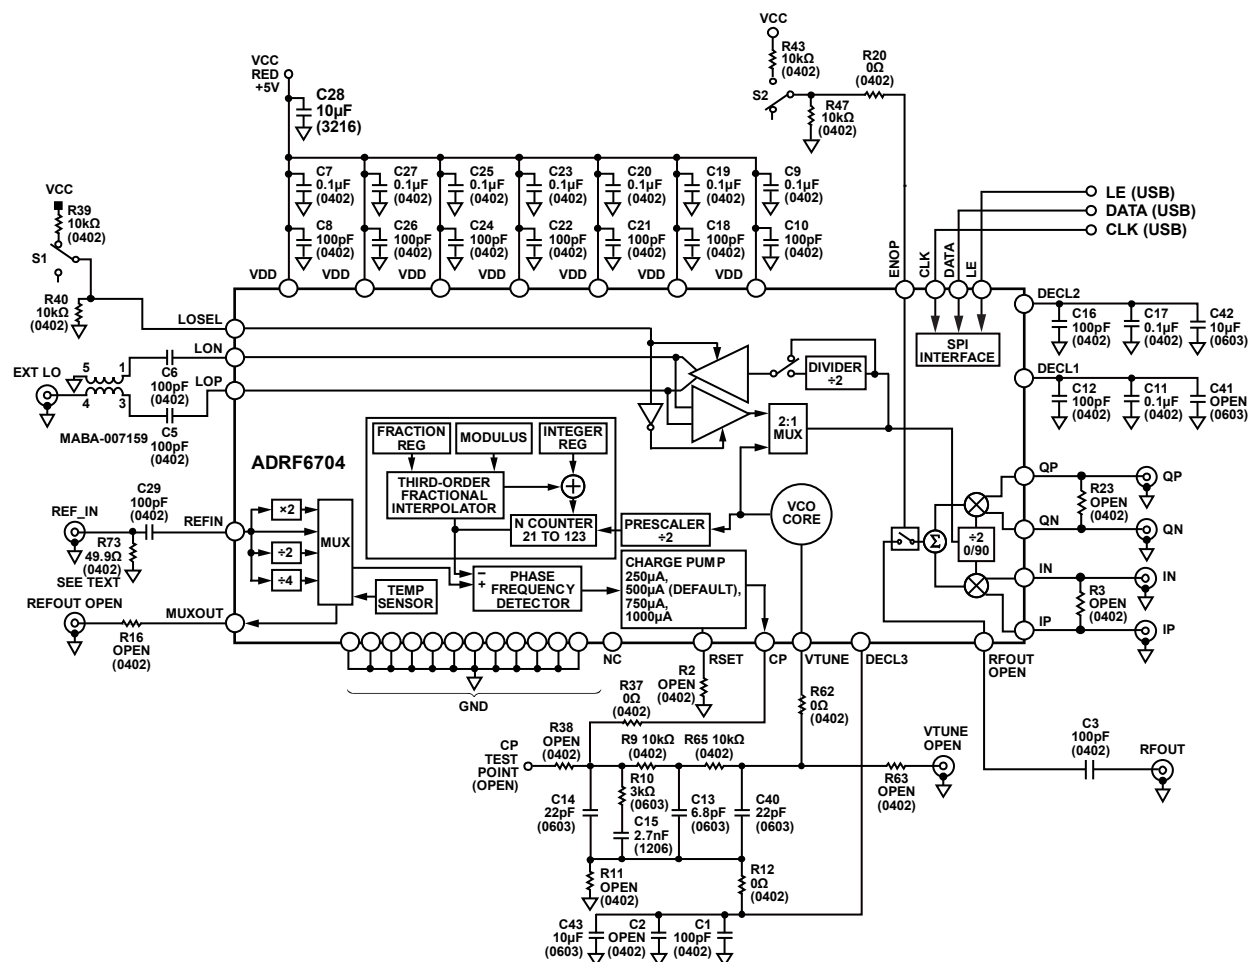 VCC
RED
+5V
C28
10µF
(3216)
VCC
R43
10kΩ
(0402)
S2
R47
10kΩ
(0402)
R20
0Ω
(0402)
C7
0.1µF
(0402)
C27
0.1µF
(0402)
C25
0.1µF
(0402)
C23
0.1µF
(0402)
C20
0.1µF
(0402)
C19
0.1µF
(0402)
C9
0.1µF
(0402)
C8
100pF
(0402)
C26
100pF
(0402)
C24
100pF
(0402)
C22
100pF
(0402)
C21
100pF
(0402)
C18
100pF
(0402)
C10
100pF
(0402)
VDD
VDD
VDD
VDD
VDD
VDD
VDD
VCC
R39
10kΩ
(0402)
S1
R40
10kΩ
(0402)
LE (USB)
DATA (USB)
CLK (USB)
ENOP
CLK
DATA
LE
SPI
INTERFACE
DECL2
C16
100pF
(0402)
C17
0.1µF
(0402)
C42
10µF
(0603)
DECL1
C12
100pF
(0402)
C11
0.1µF
(0402)
C41
OPEN
(0603)
LOSEL
LON
LOP
EXT LO
5
1
4
3
C6
100pF
(0402)
C5
100pF
(0402)
MABA-007159
DIVIDER
÷2
2:1
MUX
ADRF6704
FRACTION
REG
MODULUS
INTEGER
REG
THIRD-ORDER
FRACTIONAL
INTERPOLATOR
+
N COUNTER
21 TO 123
PRESCALER
÷2
VCO
CORE
REF_IN
C29
100pF
(0402)
R73
49.9Ω
(0402)
SEE TEXT
REFIN
×2
÷2
÷4
MUX
TEMP
SENSOR
−
+
PHASE
FREQUENCY
DETECTOR
CHARGE PUMP
250µA,
500µA (DEFAULT),
750µA,
1000µA
Σ
÷2
0/90
QP
QN
IN
IP
R23
OPEN
(0402)
R3
OPEN
(0402)
QP
QN
IN
IP
REFOUT OPEN
R16
OPEN
(0402)
MUXOUT
GND
NC
RSET
CP
VTUNE
DECL3
RFOUT
OPEN
R2
OPEN
(0402)
R37
0Ω
(0402)
R62
0Ω
(0402)
CP
TEST
POINT
(OPEN)
R38
OPEN
(0402)
R9 10kΩ
(0402)
R65 10kΩ
(0402)
R10
3kΩ
(0603)
C14
22pF
(0603)
C15
2.7nF
(1206)
C13
6.8pF
(0603)
C40
22pF
(0603)
R63
OPEN
(0402)
VTUNE
OPEN
C3
100pF
(0402)
RFOUT
R11
OPEN
(0402)
R12
0Ω
(0402)
C43
10µF
(0603)
C2
OPEN
(0402)
C1
100pF
(0402)